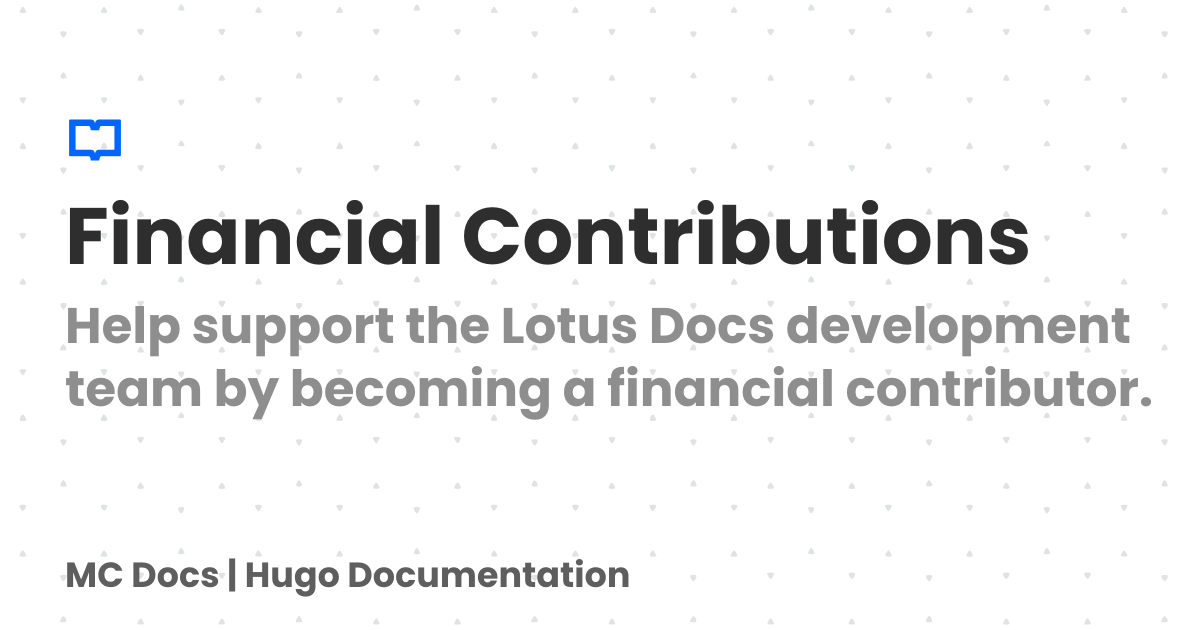 Financial Contributions
Help support the Lotus Docs development
team by becoming a financial contributor.
MC Docs | Hugo Documentation